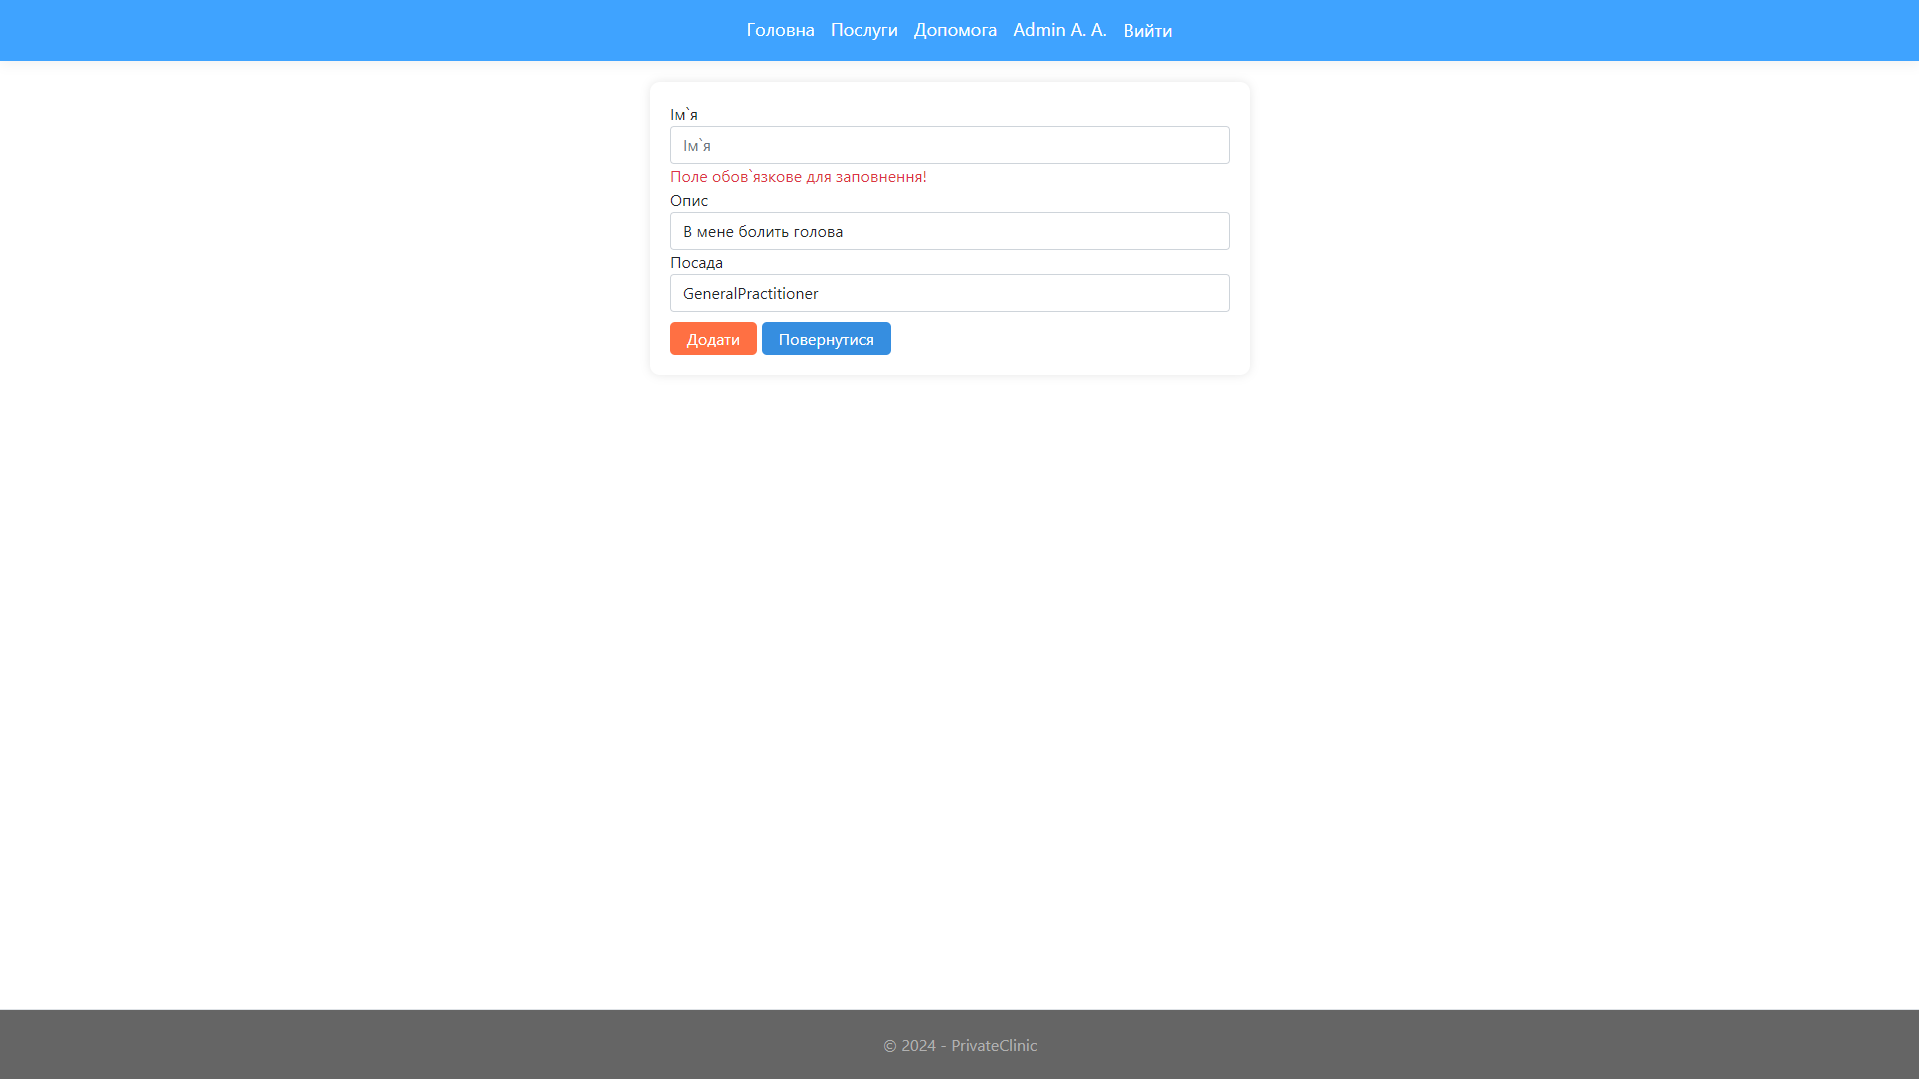 Головна Послуги Допомога Admin A. A. Вийти
Ім`я
Ім`я
Поле обов`язкове для заповнення!
Опис
В мене болить голова
Посада
GeneralPractitioner
Додати Повернутися
© 2024 - PrivateClinic